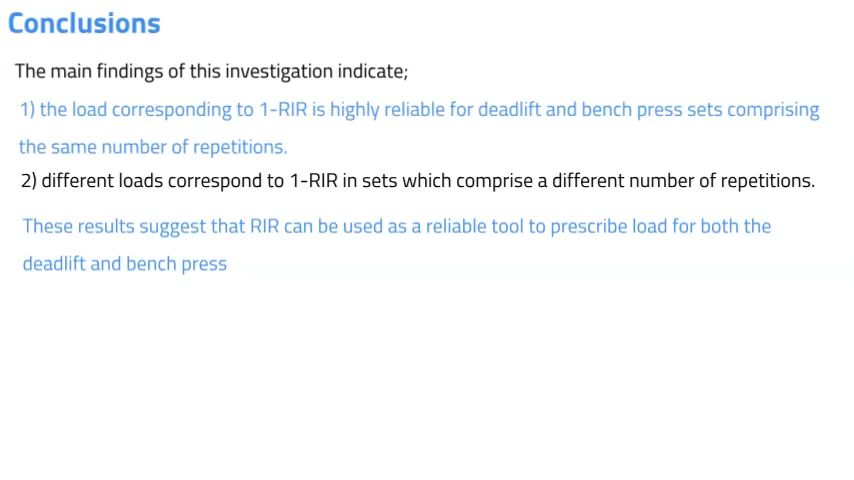 Conclusions
The main findings of this investigation indicate;
1) the load corresponding to 1-RIR is highly reliable for deadlift and bench press sets comprising
the same number of repetitions.
2) different loads correspond to 1-RIR in sets which comprise a different number of repetitions.
These results suggest that RIR can be used as a reliable tool to prescribe load for both the
deadlift and bench press